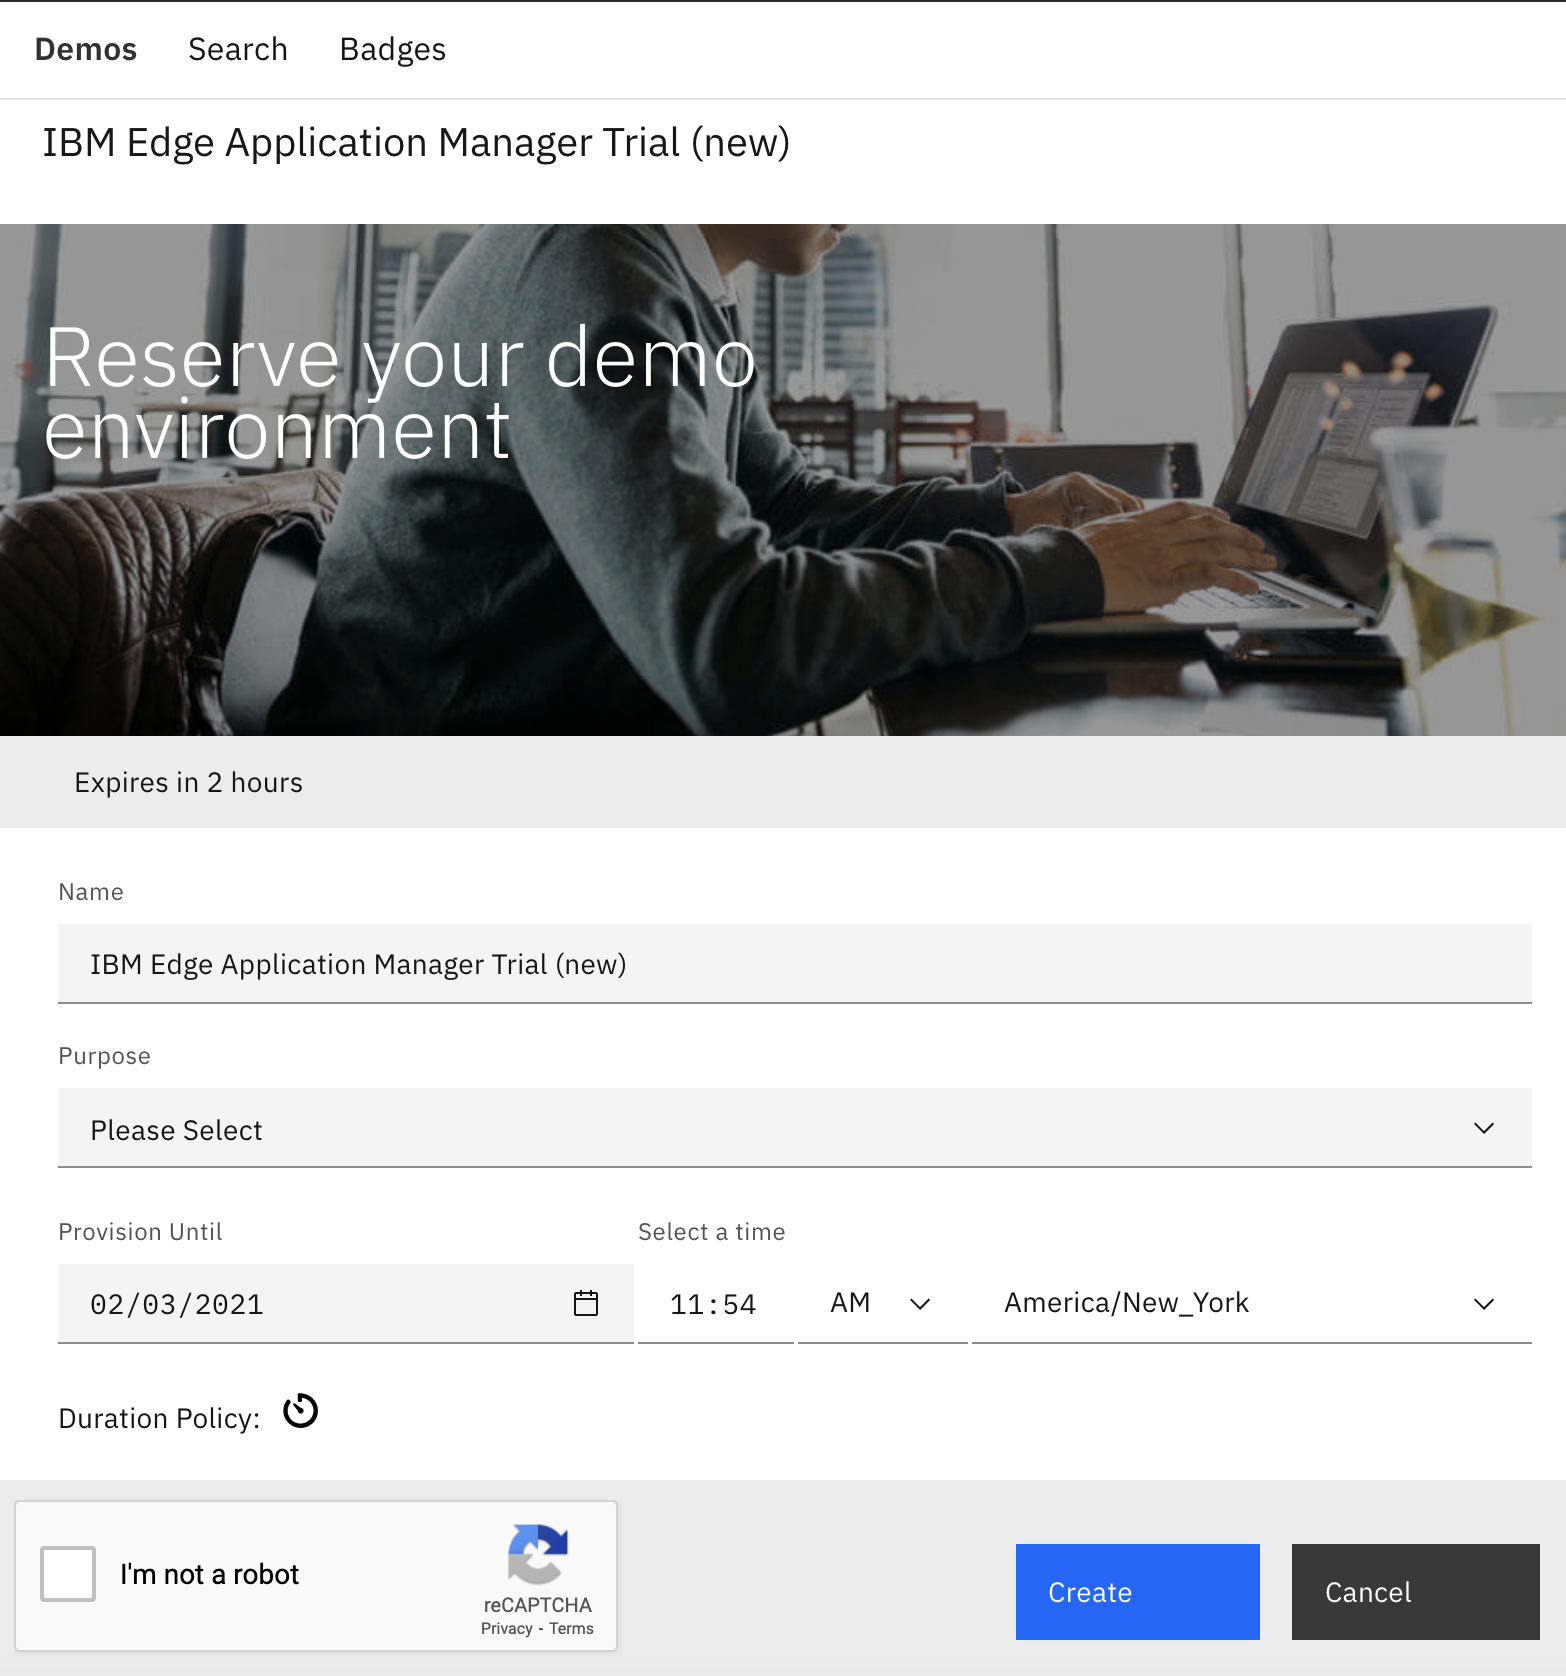 Demos Search Badges
IBM Edge Application Manager Trial (new)
Reserve your demo
environment
Expires in 2 hours
Name
IBM Edge Application Manager Trial (new)
Purpose
Please Select
Provision Until Select a time
02/03/2021 11:54 AM America/New_York
Duration Policy:
I'm not a robot
reCAPTCHA
Privacy - Terms
Create Cancel